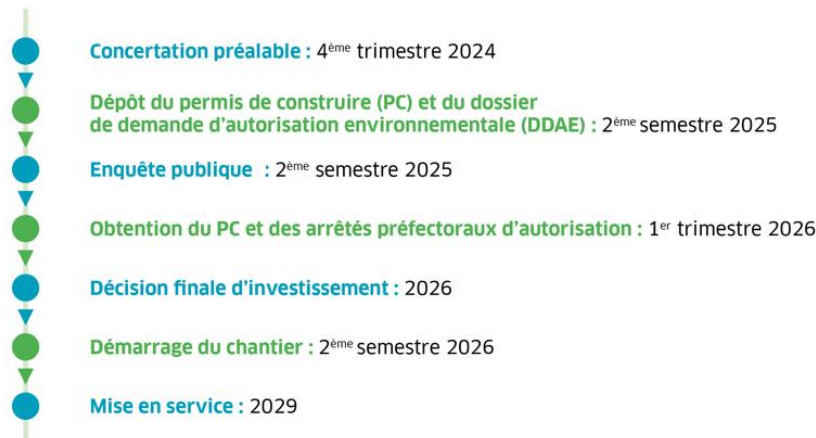 Concertation préalable : 4ème trimestre 2024
Dépôt du permis de construire (PC) et du dossier
de demande d'autorisation environnementale (DDAE) : 2ème semestre 2025
Enquête publique : 2ème semestre 2025
Obtention du PC et des arrêtés préfectoraux d'autorisation : 1er trimestre 2026
Décision finale d'investissement : 2026
Démarrage du chantier : 2ème semestre 2026
Mise en service : 2029